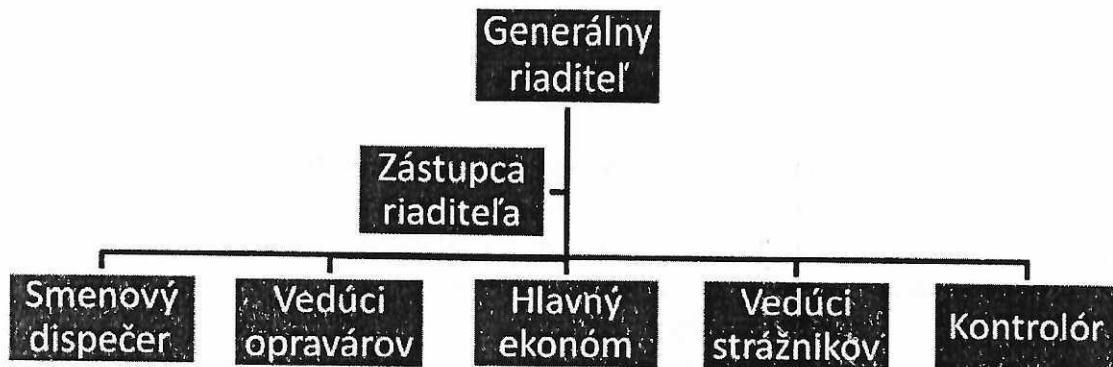 Generálny
riaditeľ
Zástupca
riaditeľa
Smenový
dispečer
Vedúci
opravárov
Hlavný
ekonóm
Vedúci
strážnikov
Kontrolór